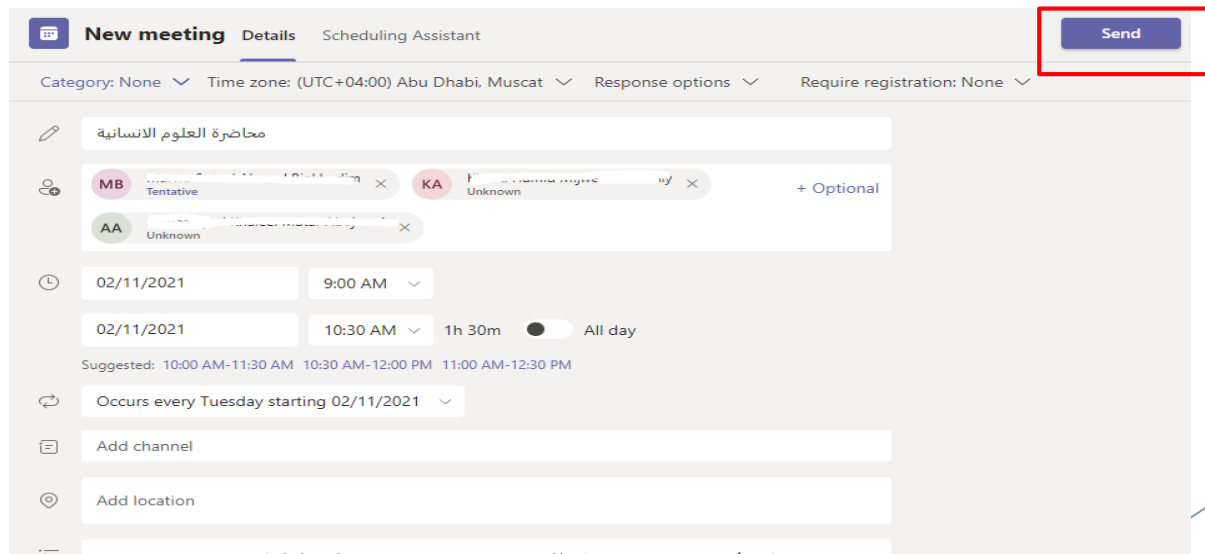 New meeting Details Scheduling Assistant Send
Category: None Time zone: (UTC+04:00) Abu Dhabi, Muscat Response options Require registration: None
محاضرة العلوم الانسانية
MB Tentative KA Unknown + Optional
AA Unknown
02/11/2021 9:00 AM
02/11/2021 10:30 AM 1h 30m All day
Suggested: 10:00 AM-11:30 AM 10:30 AM-12:00 PM 11:00 AM-12:30 PM
Occurs every Tuesday starting 02/11/2021
Add channel
Add location